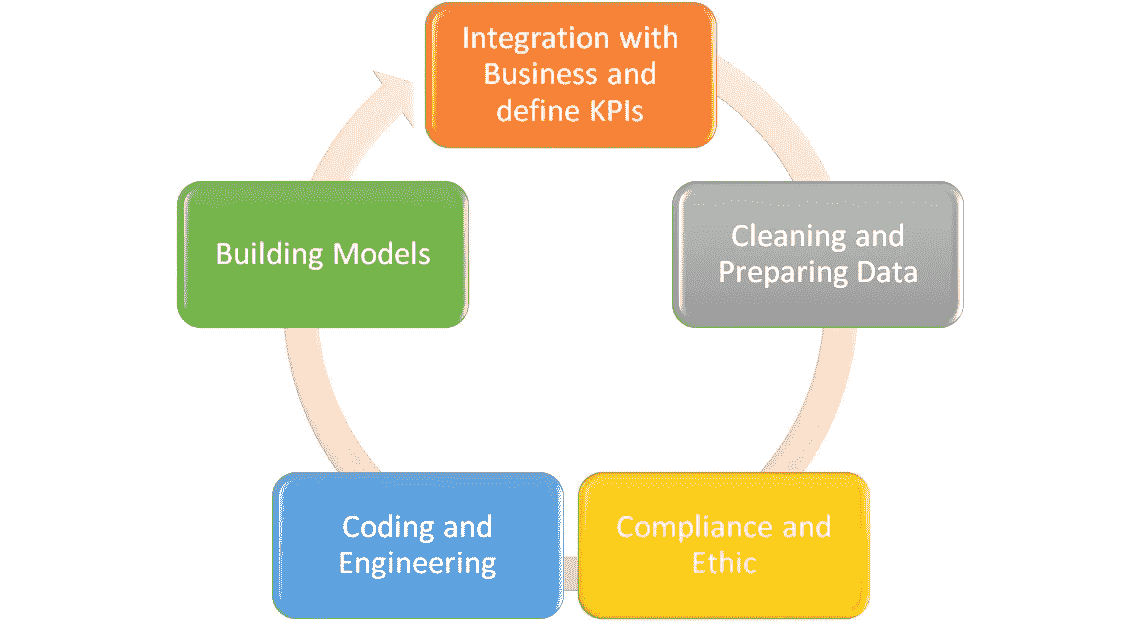 Integration with
Business and
define KPIs
Cleaning and
Preparing Data
Compliance and
Ethic
Coding and
Engineering
Building Models